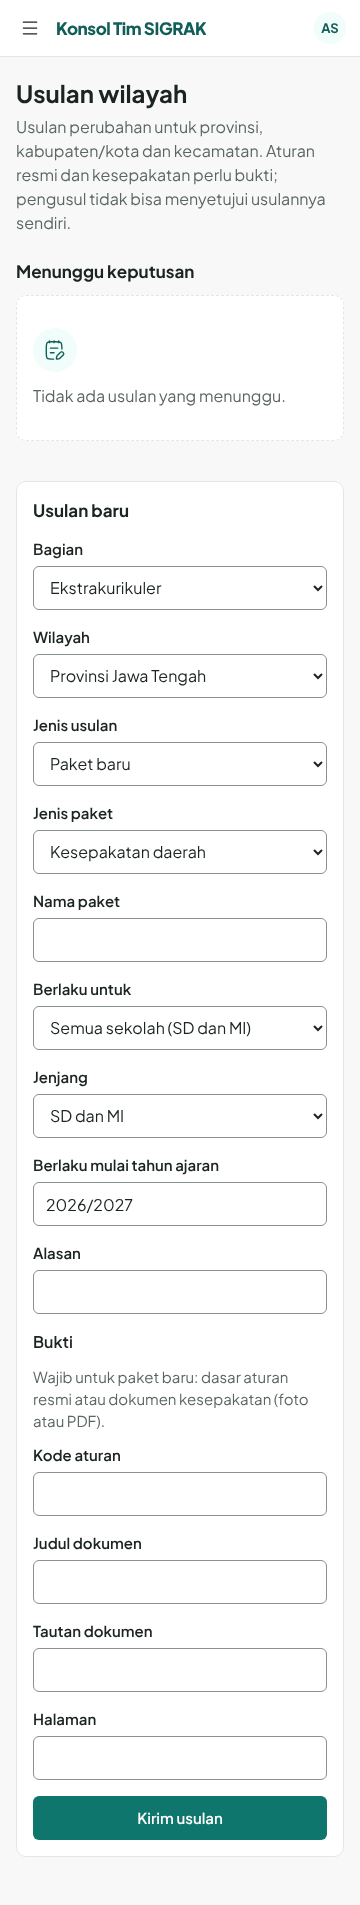 Konsol Tim SIGRAK
AS
Usulan wilayah
Usulan perubahan untuk provinsi,
kabupaten/kota dan kecamatan. Aturan
resmi dan kesepakatan perlu bukti;
pengusul tidak bisa menyetujui usulannya
sendiri.
Menunggu keputusan
Tidak ada usulan yang menunggu.
Usulan baru
Bagian
Ekstrakurikuler
Wilayah
Provinsi Jawa Tengah
Jenis usulan
Paket baru
Jenis paket
Kesepakatan daerah
Nama paket
Berlaku untuk
Semua sekolah (SD dan MI)
Jenjang
SD dan MI
Berlaku mulai tahun ajaran
2026/2027
Alasan
Bukti
Wajib untuk paket baru: dasar aturan
resmi atau dokumen kesepakatan (foto
atau PDF).
Kode aturan
Judul dokumen
Tautan dokumen
Halaman
Kirim usulan